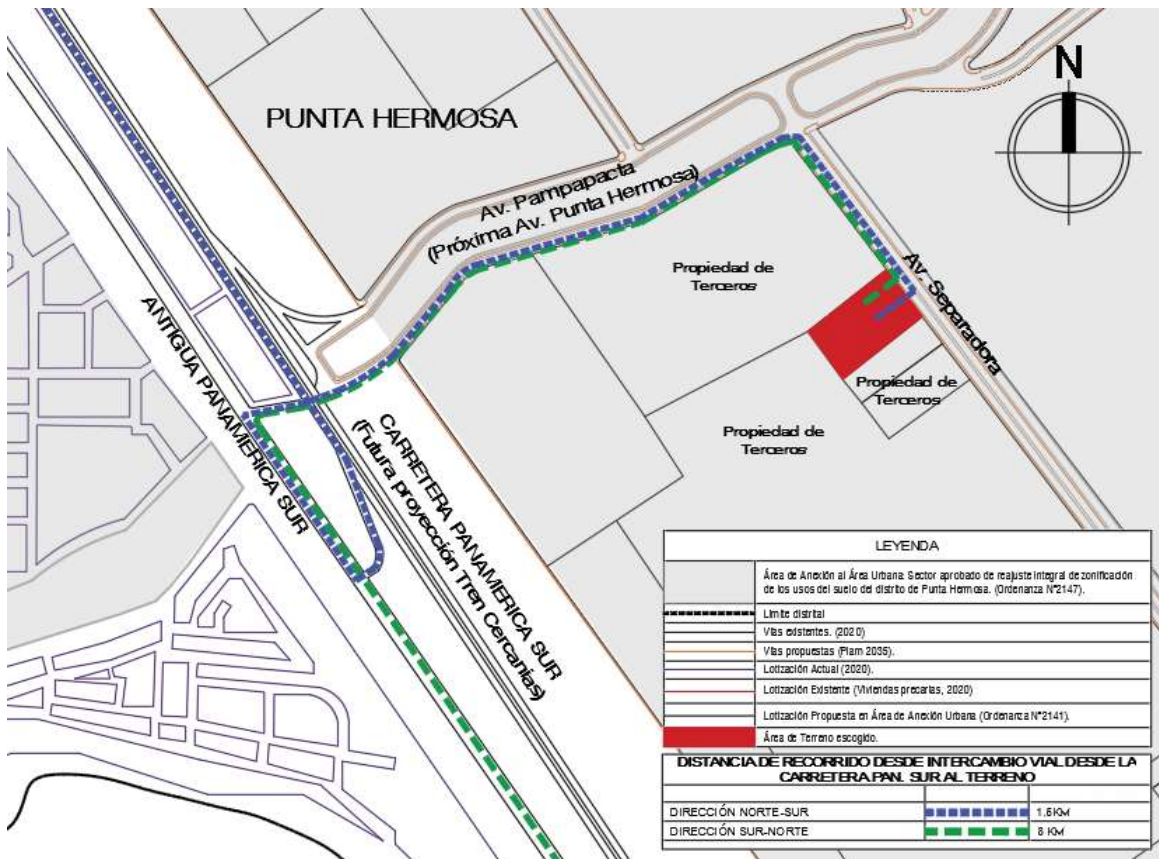 N
PUNTA HERMOSA
Av. Pampapacta
(Próxima Av. Punta Hermosa)
Propiedad de
Terceros
Av. Separadora
Propiedad de
Terceros
Propiedad de
Terceros
ANTIGUA PANAMERICA SUR
CARRETERA PANAMERICA SUR
(Futura proyección Tren Cercanias)
LEYENDA
Área de Anexión al Área Urbana: Sector aprobado de reajuste integral de zonificación
de los usos del suelo del distrito de Punta Hermosa. (Ordenanza N°2147).
Limite distrital
Vías existentes. (2020)
Vías propuestas (Plam 2035).
Lotización Actual (2020).
Lotización Existente (Viviendas precarias, 2020)
Lotización Propuesta en Área de Anexión Urbana (Ordenanza N°2141).
Área de Terreno escogido.
DISTANCIA DE RECORRIDO DESDE INTERCAMBIO VIAL DESDE LA
CARRETERA PAN. SUR AL TERRENO
DIRECCIÓN NORTE-SUR 1.6 KM
DIRECCIÓN SUR-NORTE 8 KM